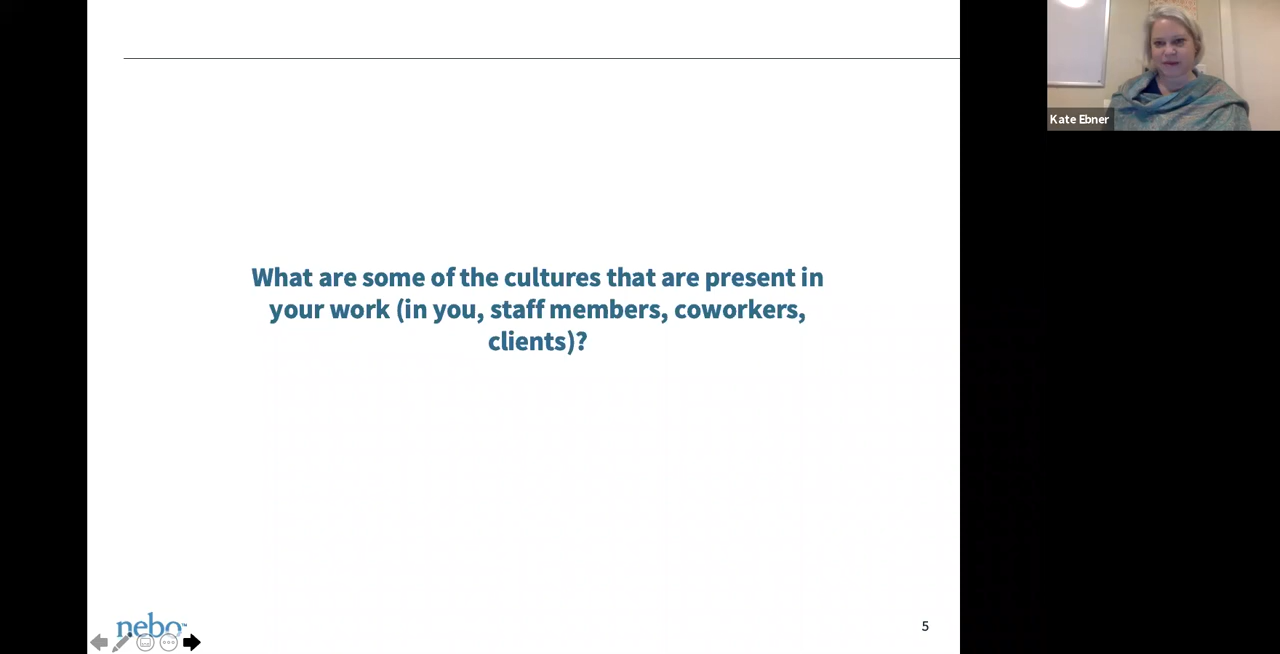 What are some of the cultures that are present in
your work (in you, staff members, coworkers,
clients)?
Kate Ebner
nebo™
5